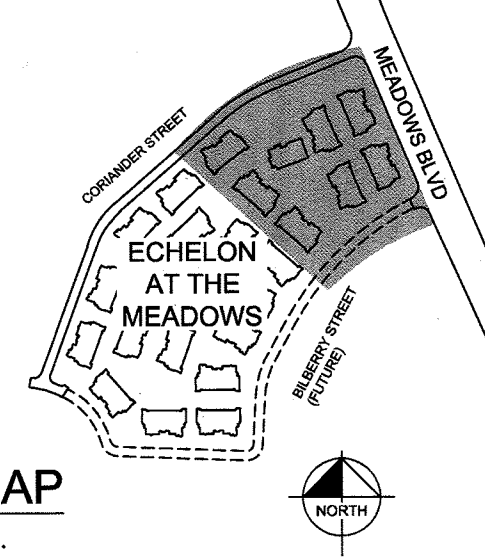 MEADOWS BLVD
CORIANDER STREET
ECHELON
AT THE
MEADOWS
BILBERRY STREET
(FUTURE)
AP
.
NORTH